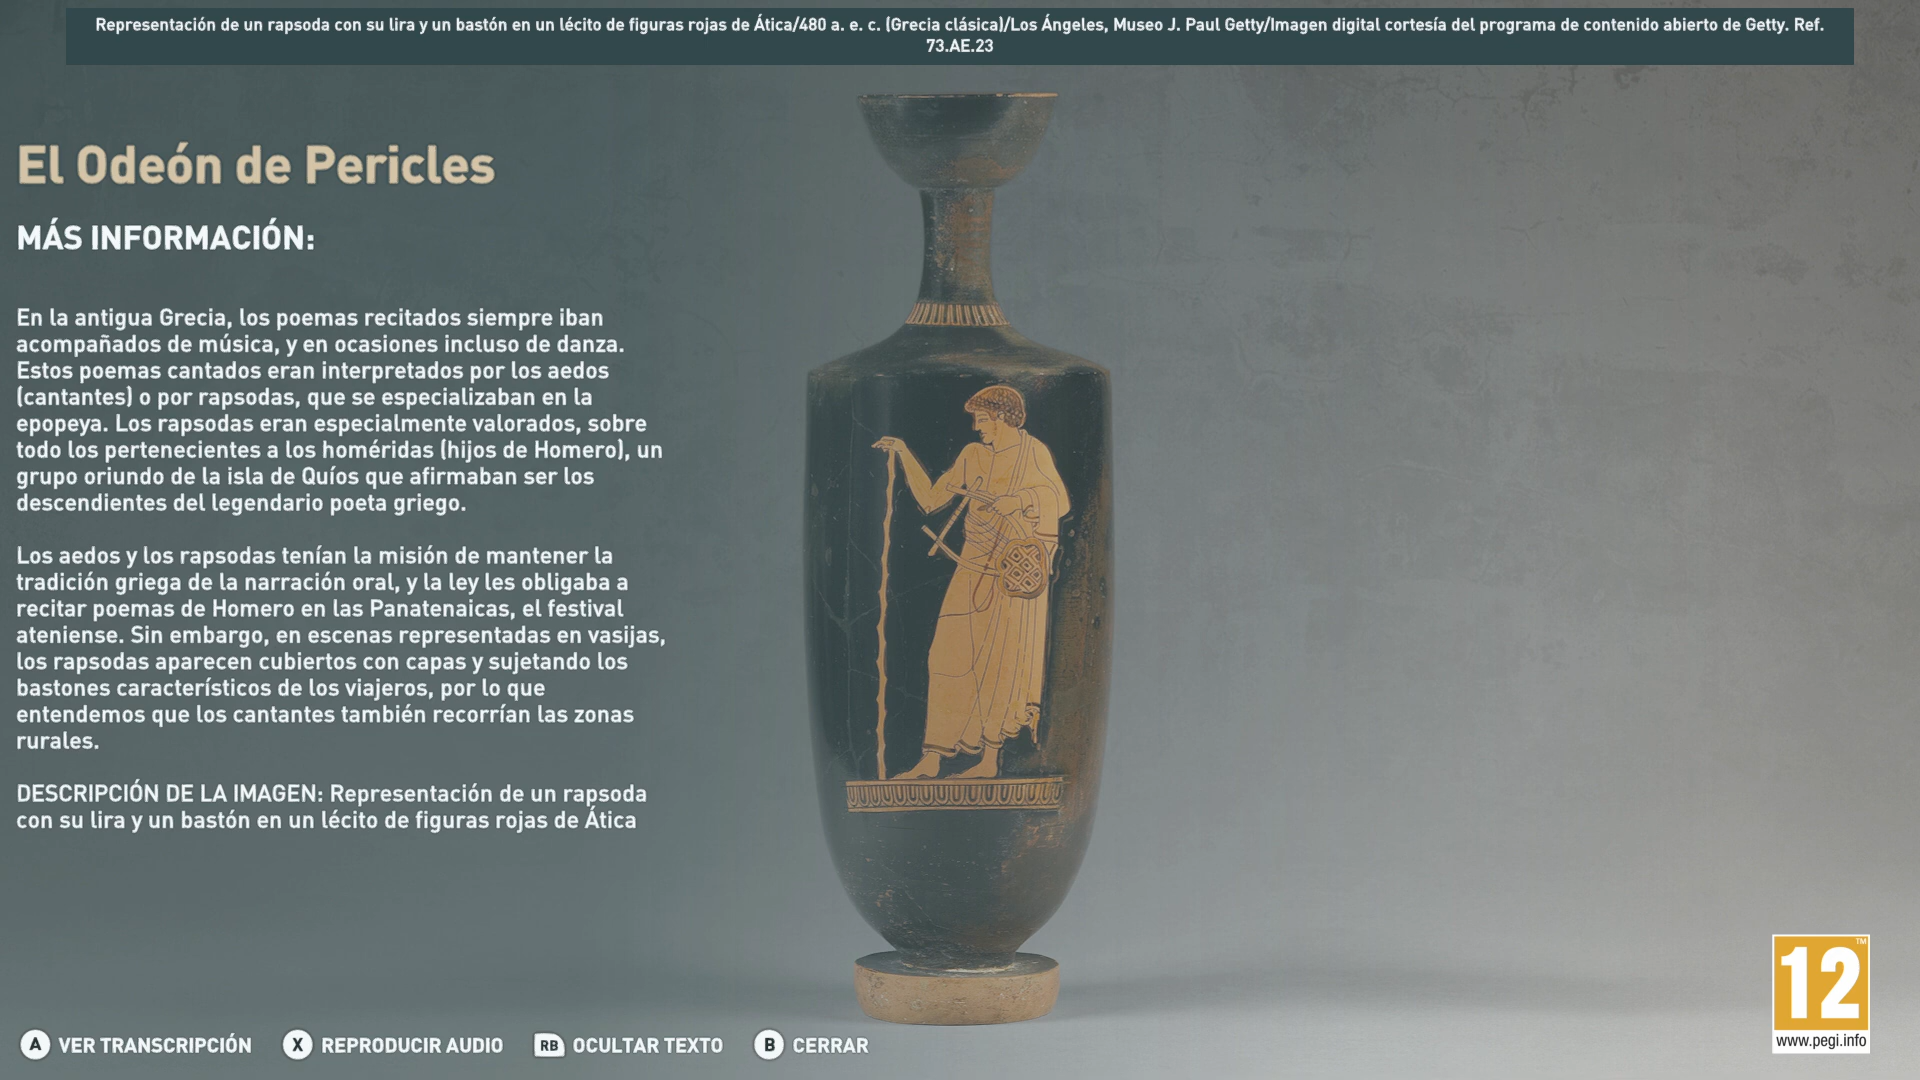 Representación de un rapsoda con su lira y un bastón en un lécito de figuras rojas de Ática/480 a. e. c. (Grecia clásica)/Los Ángeles, Museo J. Paul Getty/Imagen digital cortesía del programa de contenido abierto de Getty. Ref.
73.AE.23
El Odeón de Pericles
MÁS INFORMACIÓN:
En la antigua Grecia, los poemas recitados siempre iban
acompañados de música, y en ocasiones incluso de danza.
Estos poemas cantados eran interpretados por los aedos
(cantantes) o por rapsodas, que se especializaban en la
epopeya. Los rapsodas eran especialmente valorados, sobre
todo los pertenecientes a los homéridas (hijos de Homero), un
grupo oriundo de la isla de Quíos que afirmaban ser los
descendientes del legendario poeta griego.
Los aedos y los rapsodas tenían la misión de mantener la
tradición griega de la narración oral, y la ley les obligaba a
recitar poemas de Homero en las Panatenaicas, el festival
ateniense. Sin embargo, en escenas representadas en vasijas,
los rapsodas aparecen cubiertos con capas y sujetando los
bastones característicos de los viajeros, por lo que
entendemos que los cantantes también recorrían las zonas
rurales.
DESCRIPCIÓN DE LA IMAGEN: Representación de un rapsoda
con su lira y un bastón en un lécito de figuras rojas de Ática
A VER TRANSCRIPCIÓN X REPRODUCIR AUDIO RB OCULTAR TEXTO B CERRAR
12 TM
www.pegi.info